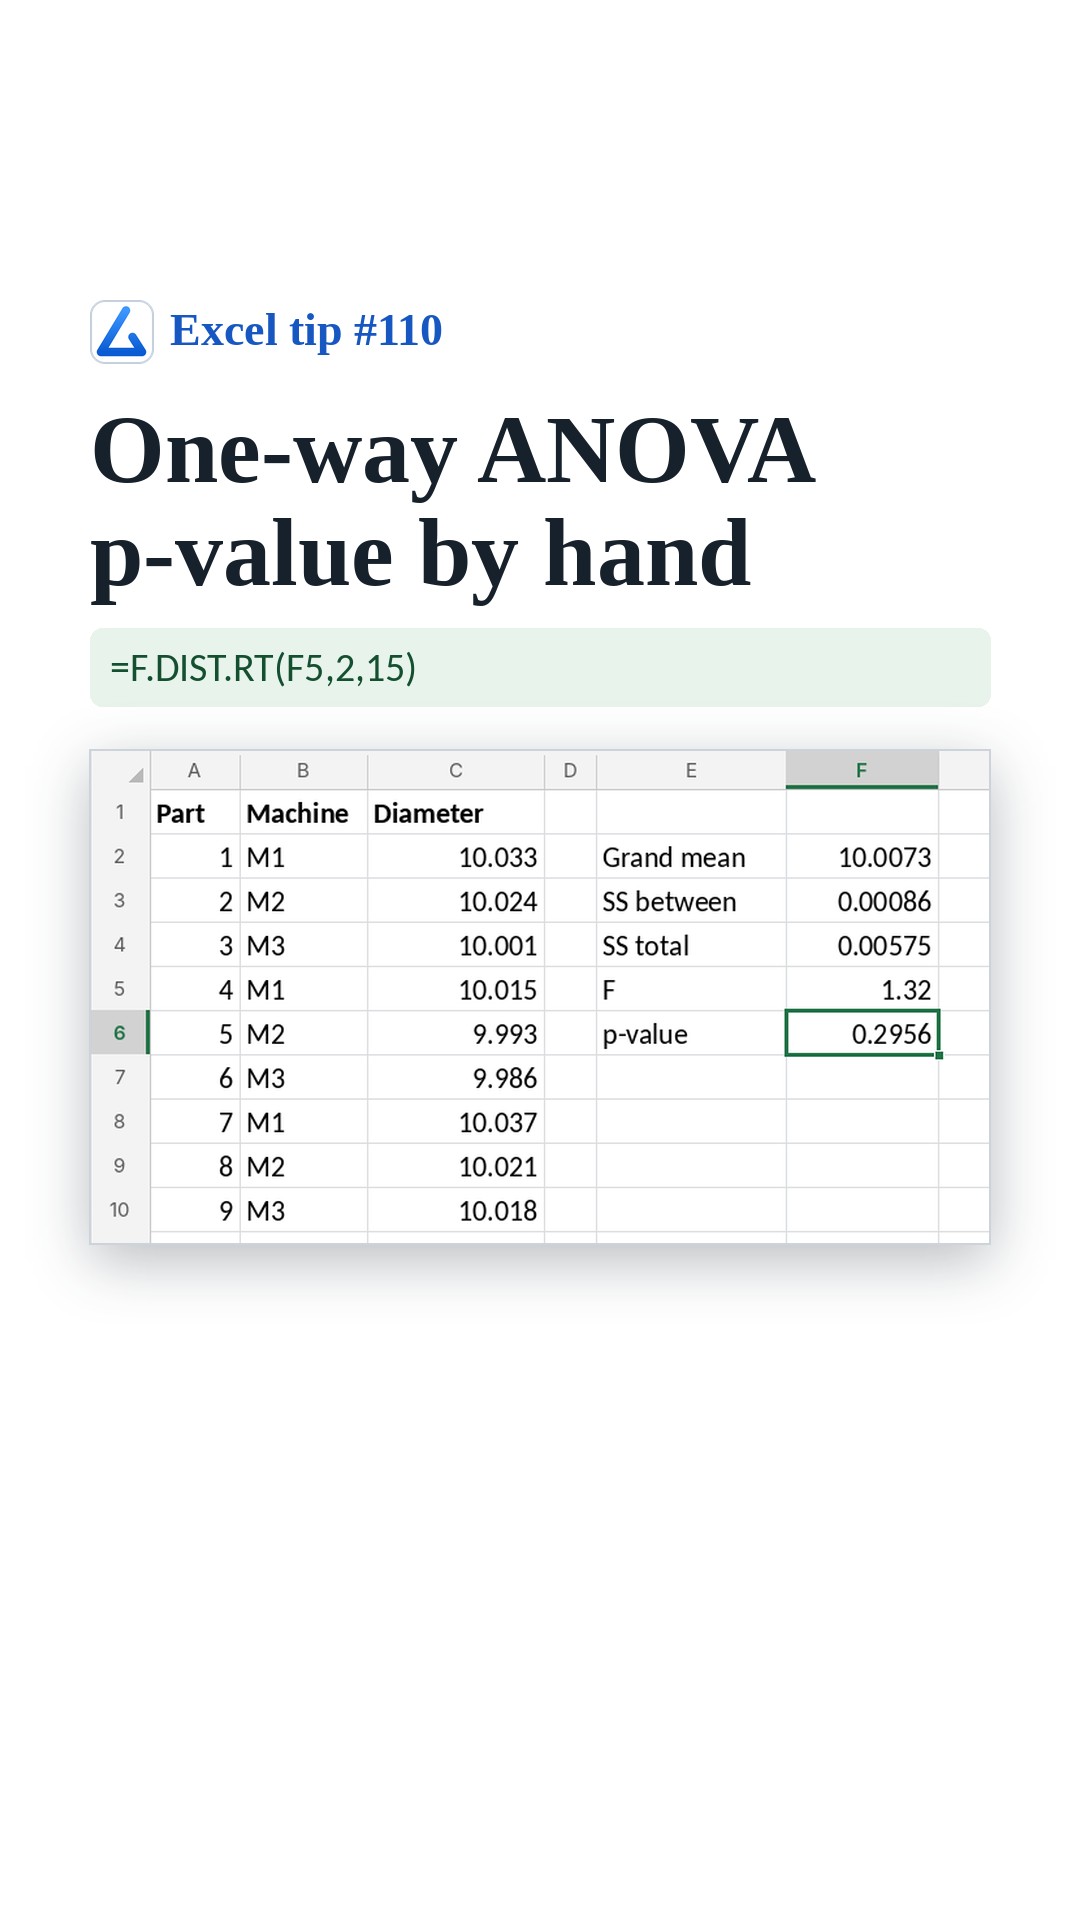 Excel tip #110
One-way ANOVA
p-value by hand
=F.DIST.RT(F5,2,15)
A B C D E F
1 Part Machine Diameter
2 1 M1 10.033 Grand mean 10.0073
3 2 M2 10.024 SS between 0.00086
4 3 M3 10.001 SS total 0.00575
5 4 M1 10.015 F 1.32
6 5 M2 9.993 p-value 0.2956
7 6 M3 9.986
8 7 M1 10.037
9 8 M2 10.021
10 9 M3 10.018